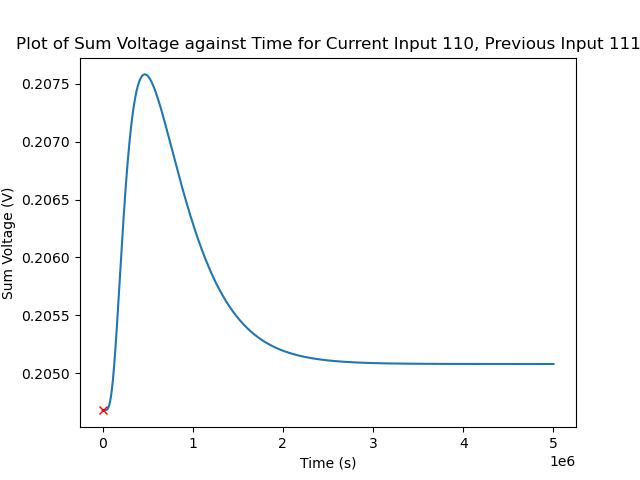 Plot of Sum Voltage against Time for Current Input 110, Previous Input 111
Sum Voltage (V)
0.2075
0.2070
0.2065
0.2060
0.2055
0.2050
0 1 2 3 4 5
1e6
Time (s)